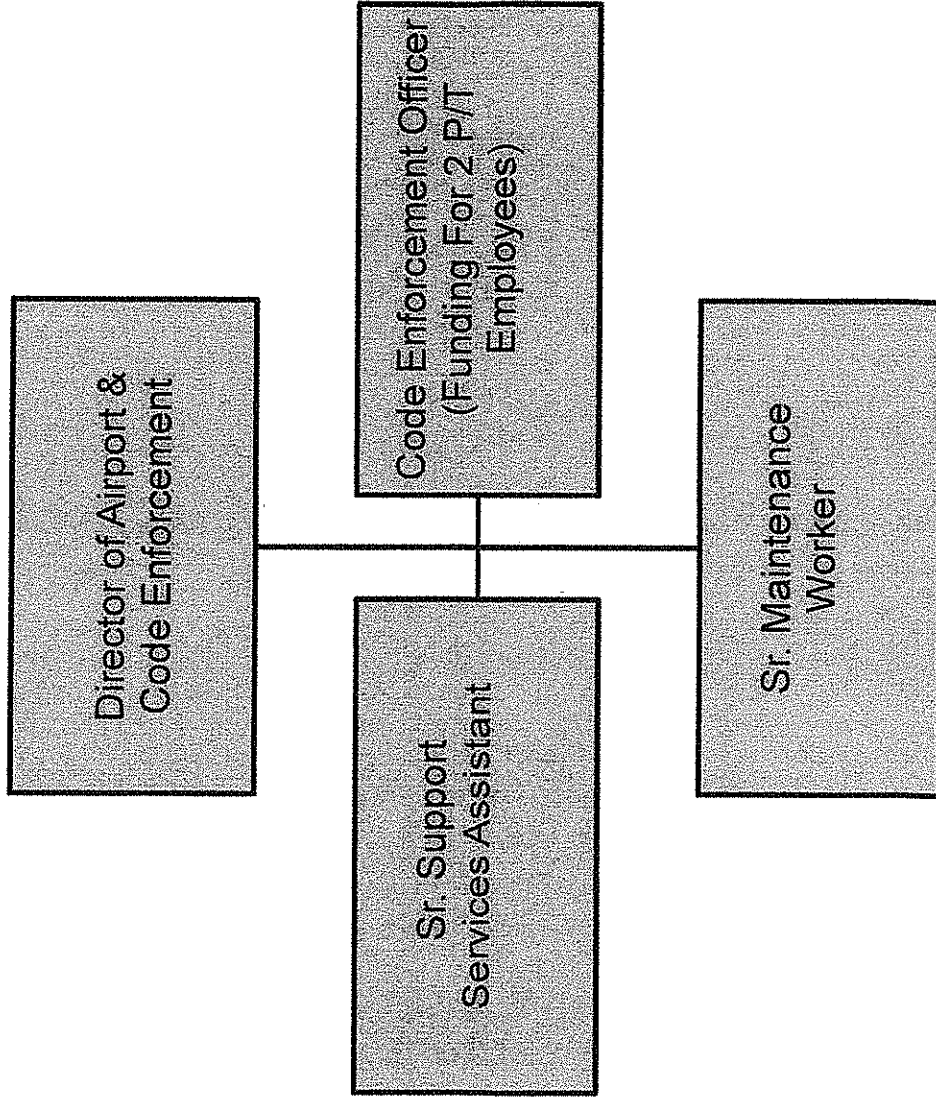 Director of Airport &
Code Enforcement
Sr. Support
Services Assistant
Code Enforcement Officer
(Funding For 2 P/T
Employees)
Sr. Maintenance
Worker